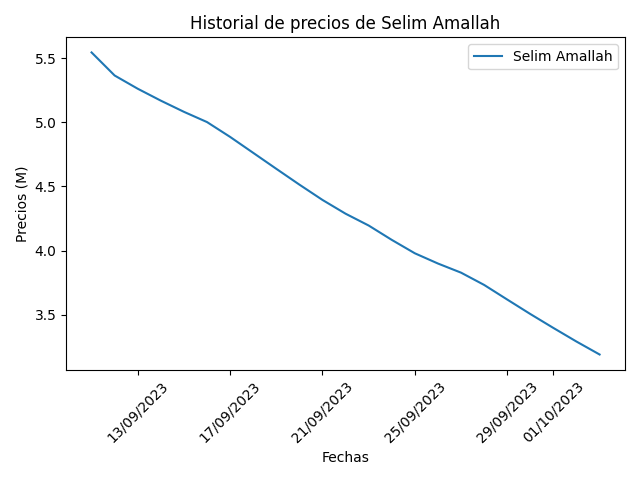 Historial de precios de Selim Amallah
Selim Amallah
Precios (M)
5.5
5.0
4.5
4.0
3.5
13/09/2023
17/09/2023
21/09/2023
25/09/2023
29/09/2023
01/10/2023
Fechas